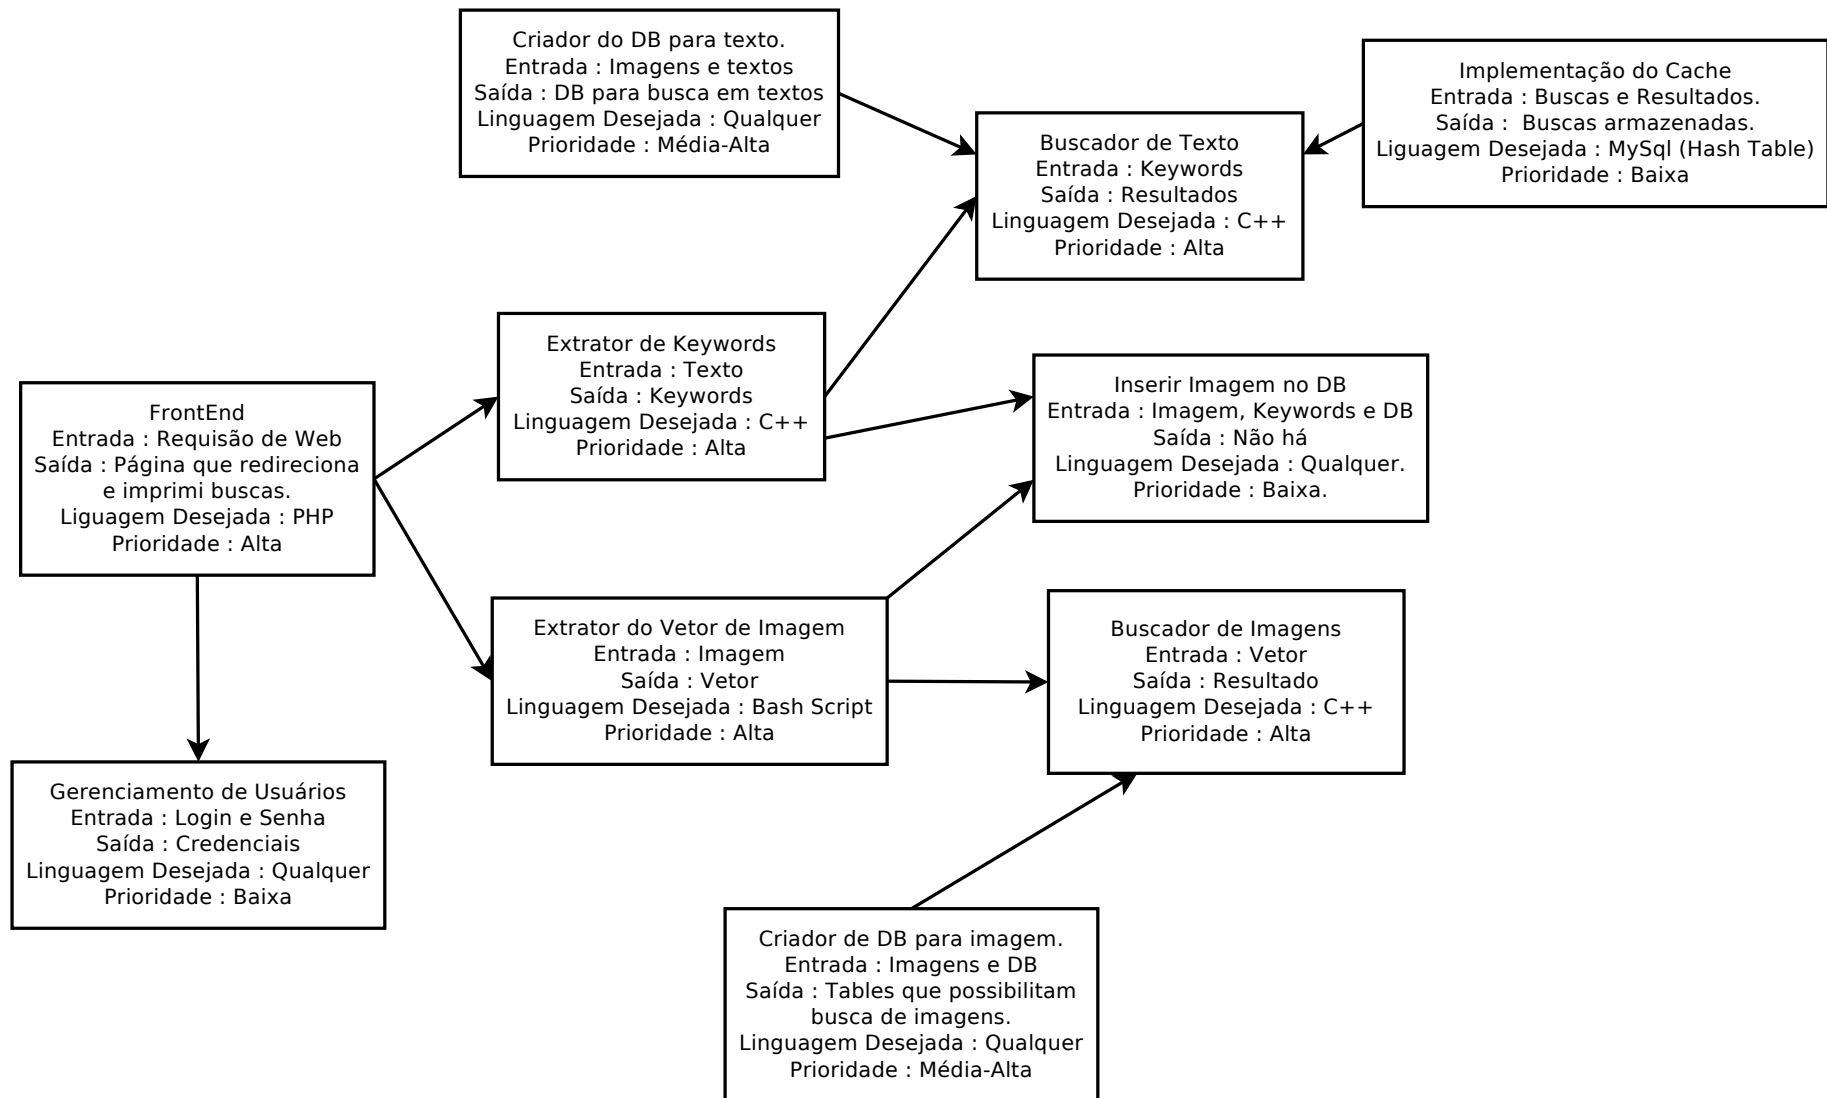 Criador do DB para texto.
Entrada : Imagens e textos
Saída : DB para busca em textos
Linguagem Desejada : Qualquer
Prioridade : Média-Alta
Implementação do Cache
Entrada : Buscas e Resultados.
Saída :  Buscas armazenadas.
Liguagem Desejada : MySql (Hash Table)
Prioridade : Baixa
Buscador de Texto
Entrada : Keywords
Saída : Resultados
Linguagem Desejada : C++
Prioridade : Alta
Extrator de Keywords
Entrada : Texto
Saída : Keywords
Linguagem Desejada : C++
Prioridade : Alta
Inserir Imagem no DB
Entrada : Imagem, Keywords e DB
Saída : Não há
Linguagem Desejada : Qualquer.
Prioridade : Baixa.
FrontEnd
Entrada : Requisão de Web
Saída : Página que redireciona
e imprimi buscas.
Liguagem Desejada : PHP
Prioridade : Alta
Extrator do Vetor de Imagem
Entrada : Imagem
Saída : Vetor
Linguagem Desejada : Bash Script
Prioridade : Alta
Buscador de Imagens
Entrada : Vetor
Saída : Resultado
Linguagem Desejada : C++
Prioridade : Alta
Gerenciamento de Usuários
Entrada : Login e Senha
Saída : Credenciais
Linguagem Desejada : Qualquer
Prioridade : Baixa
Criador de DB para imagem.
Entrada : Imagens e DB
Saída : Tables que possibilitam
busca de imagens.
Linguagem Desejada : Qualquer
Prioridade : Média-Alta